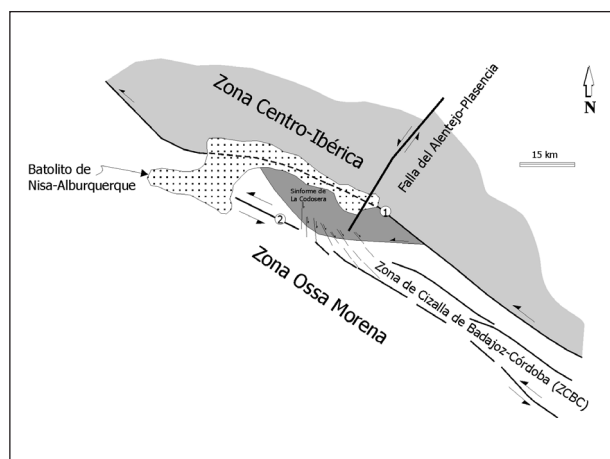 Zona Centro-Ibérica
Falla del Alentejo-Plasencia
N
15 km
Batolito de
Nisa-Alburquerque
Sinforme de
La Codosera
1
2
Zona Ossa Morena
Zona de Cizalla de Badajoz-Córdoba (ZCBC)